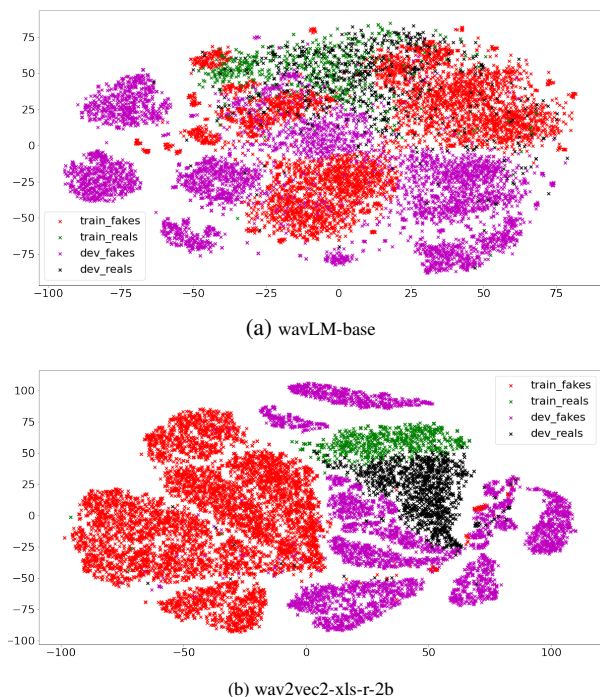 75
50
25
0
−25
−50
−75
train_fakes
train_reals
dev_fakes
dev_reals
−100 −75 −50 −25 0 25 50 75
(a) wavLM-base
100
75
50
25
0
−25
−50
−75
−100
train_fakes
train_reals
dev_fakes
dev_reals
−100 −50 0 50 100
(b) wav2vec2-xls-r-2b